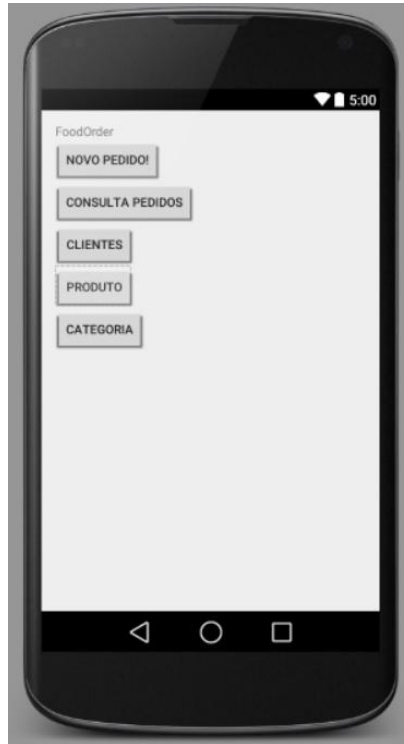 5:00
FoodOrder
NOVO PEDIDO!
CONSULTA PEDIDOS
CLIENTES
PRODUTO
CATEGORIA